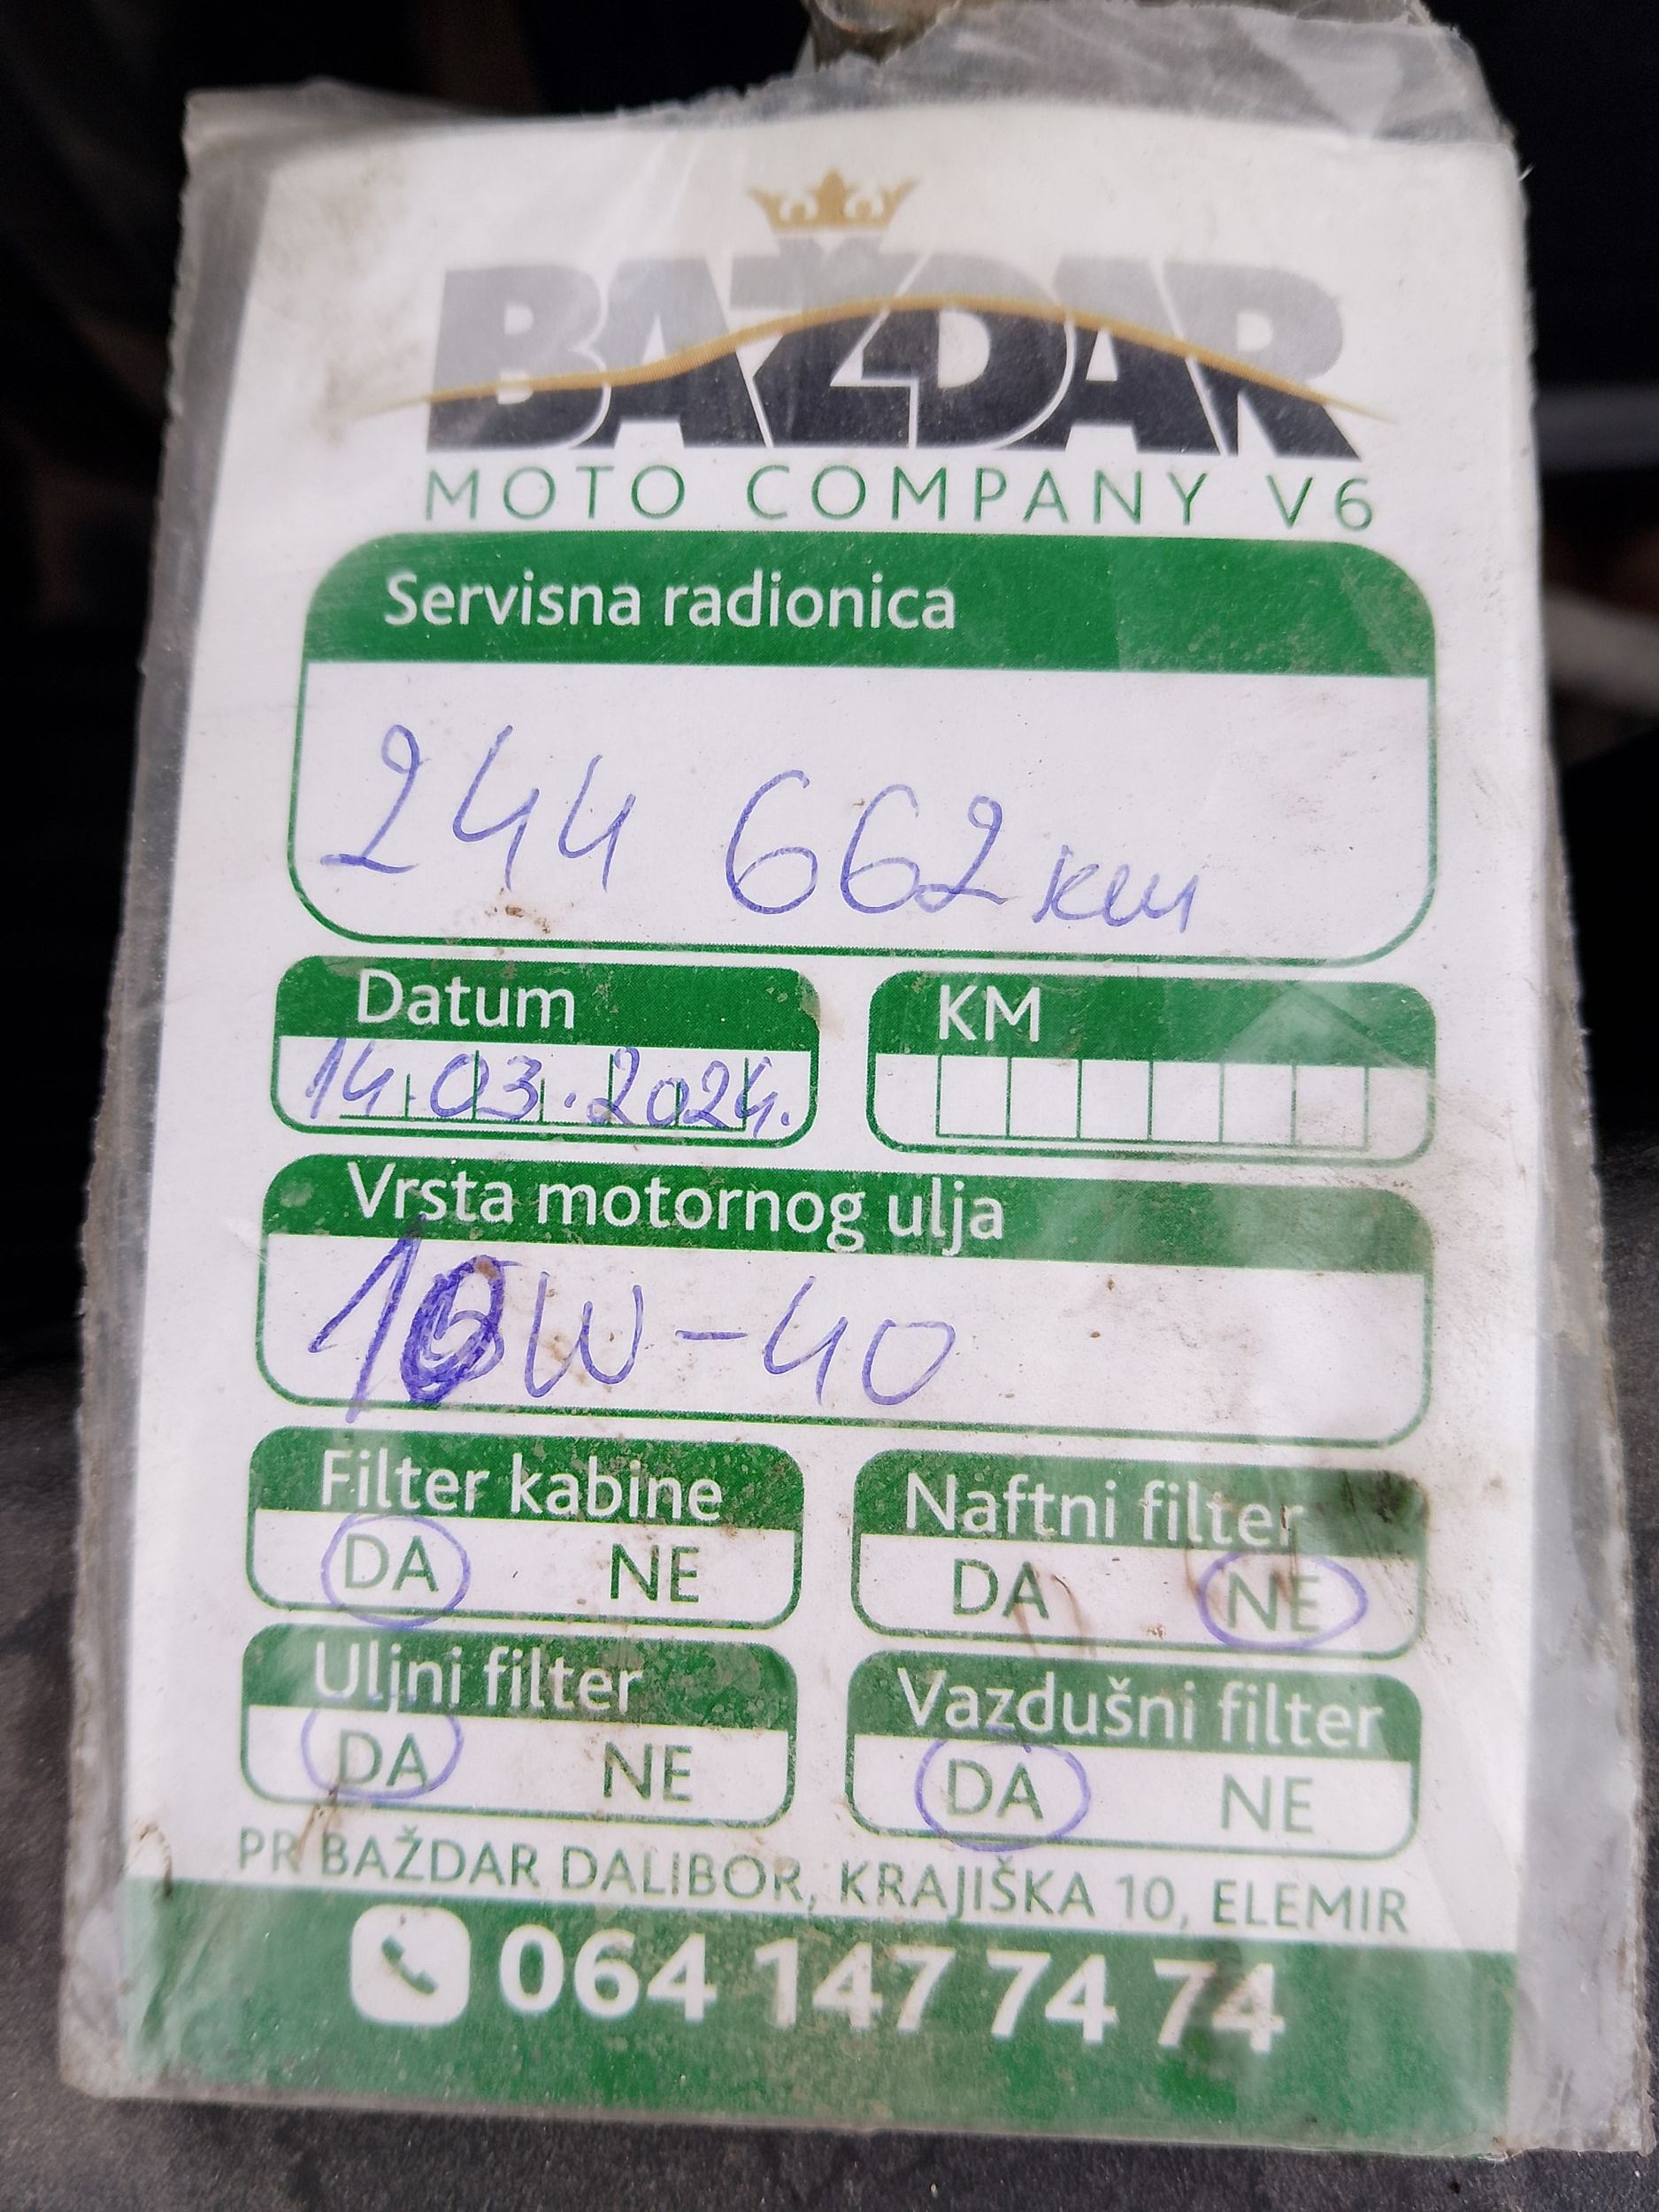 BAŽDAR
MOTO COMPANY V6
Servisna radionica
244 662 km
Datum
14.03.2024.
KM
Vrsta motornog ulja
10W-40
Filter kabine
DA NE
Naftni filter
DA NE
Uljni filter
DA NE
Vazdušni filter
DA NE
PR BAŽDAR DALIBOR, KRAJIŠKA 10, ELEMIR
064 147 74 74